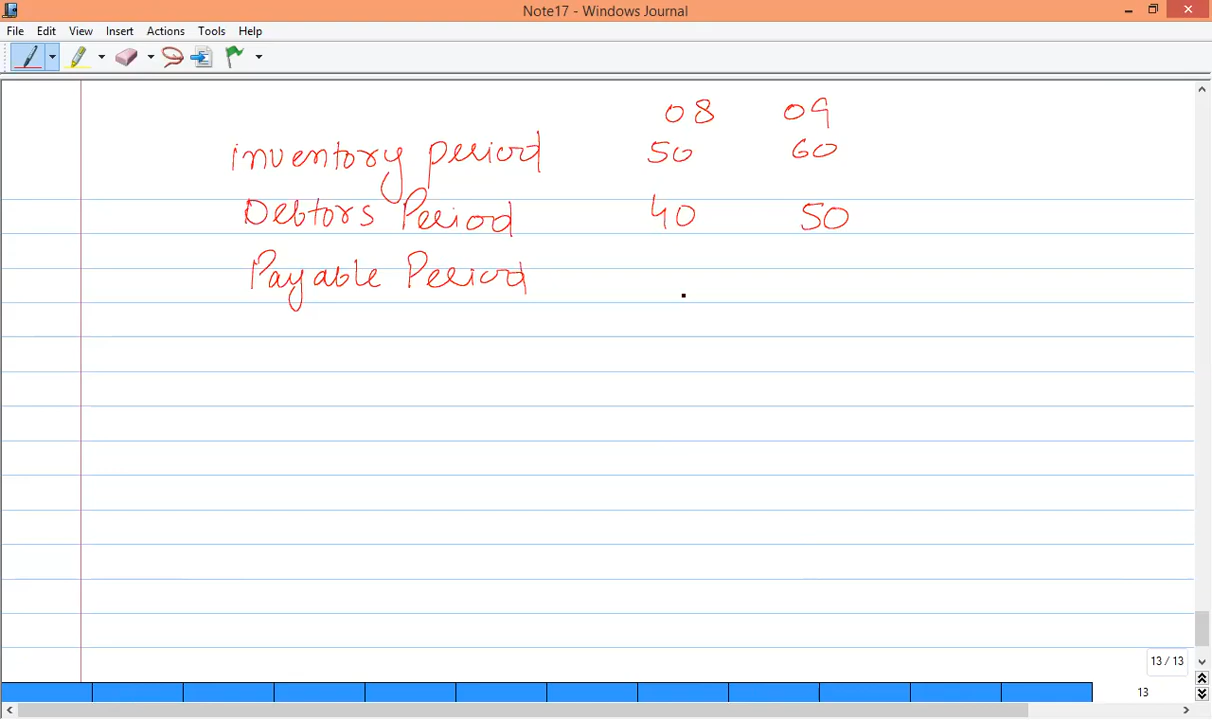 Note17 - Windows Journal
File Edit View Insert Actions Tools Help
08 09
inventory period 50 60
Debtors Period 40 50
Payable Period
13 / 13
13